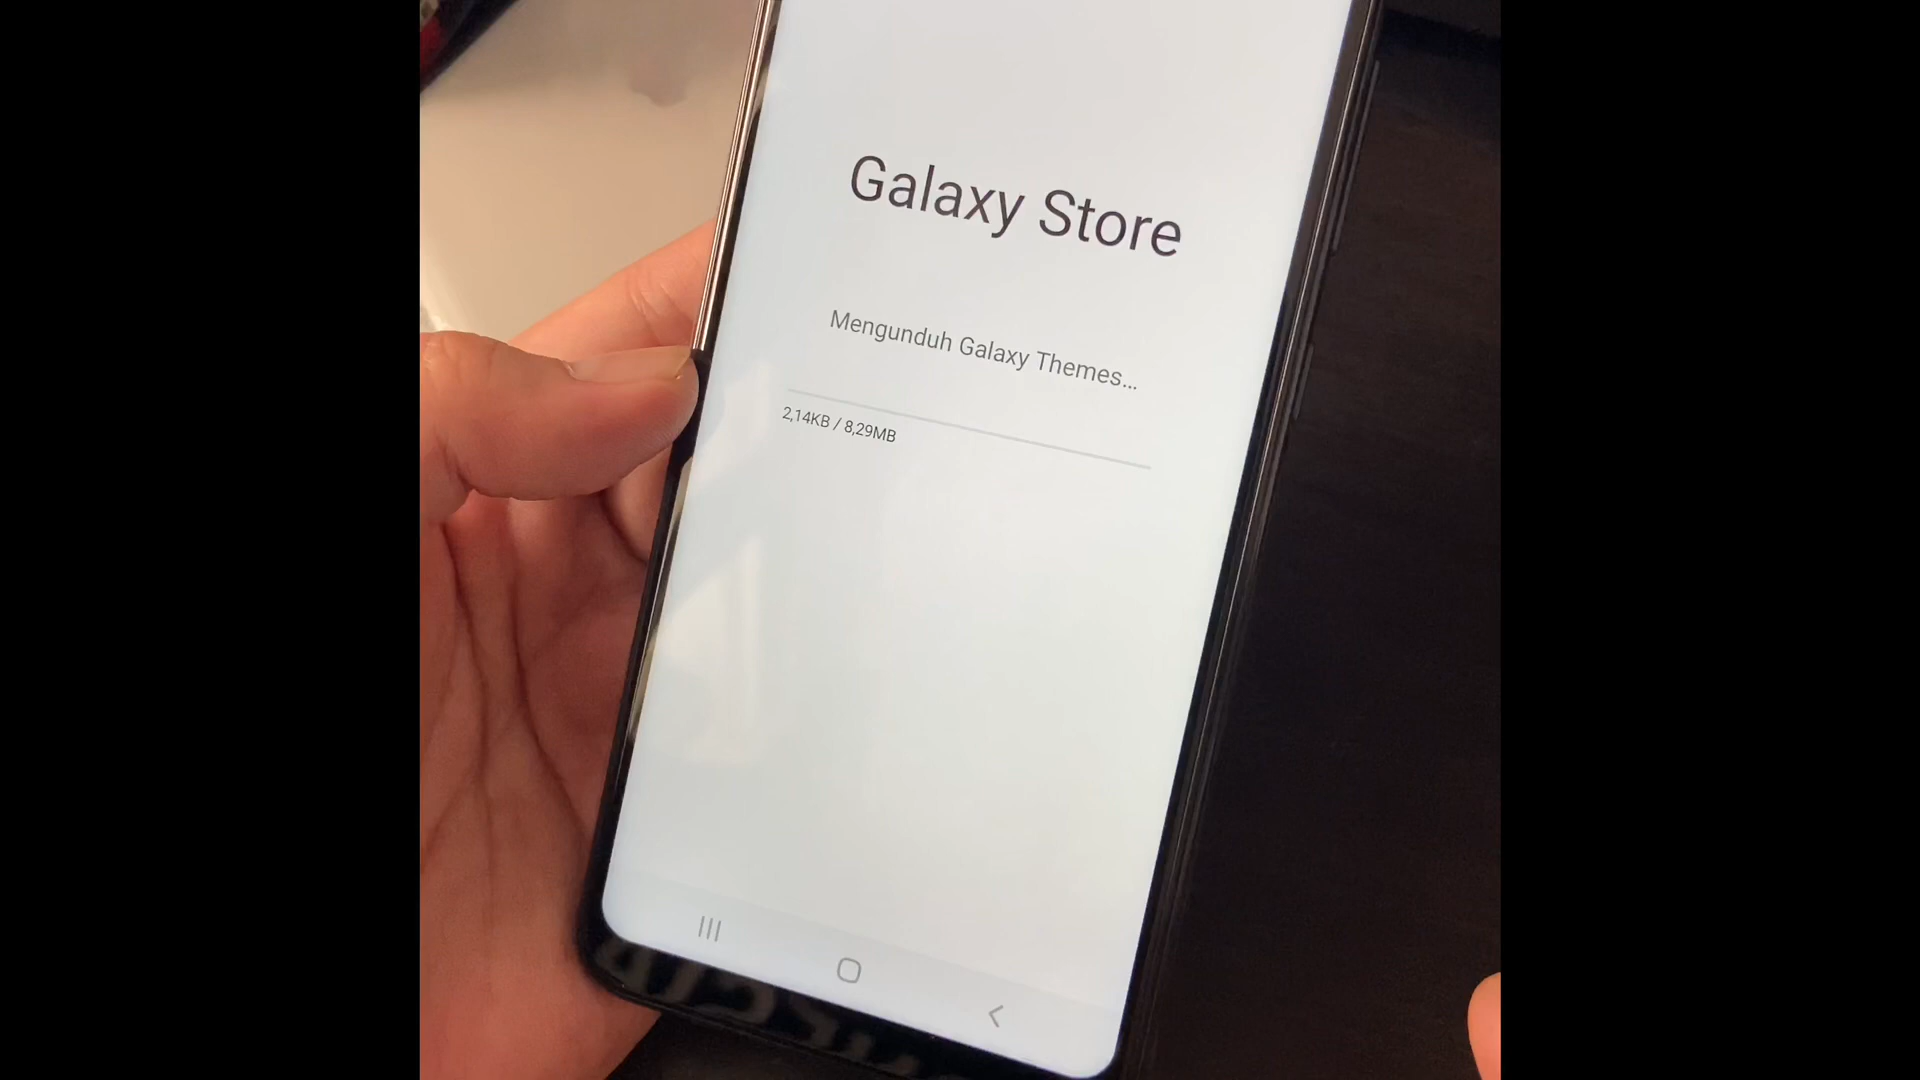 Galaxy Store
Mengunduh Galaxy Themes...
2,14KB / 8,29MB